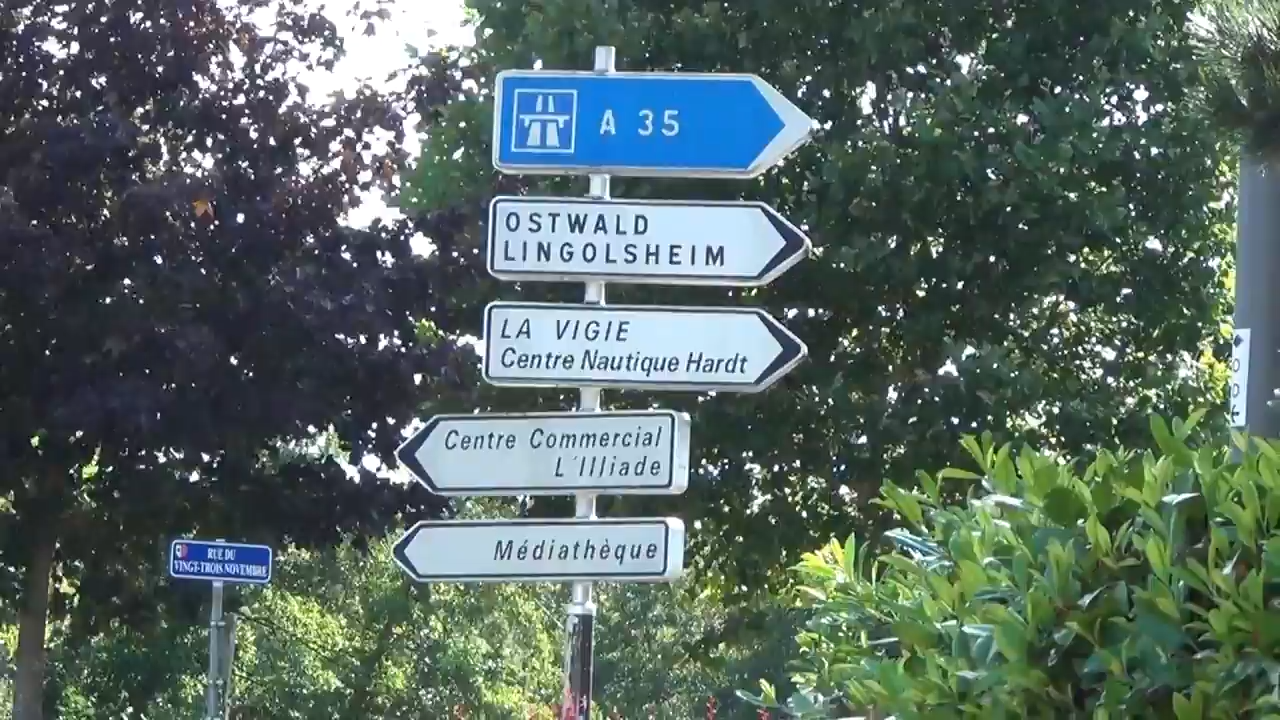 A 35
OSTWALD
LINGOLSHEIM
LA VIGIE
Centre Nautique Hardt
Centre Commercial
L'Illiade
Médiathèque
RUE DU
VINGT-TROIS NOVEMBRE